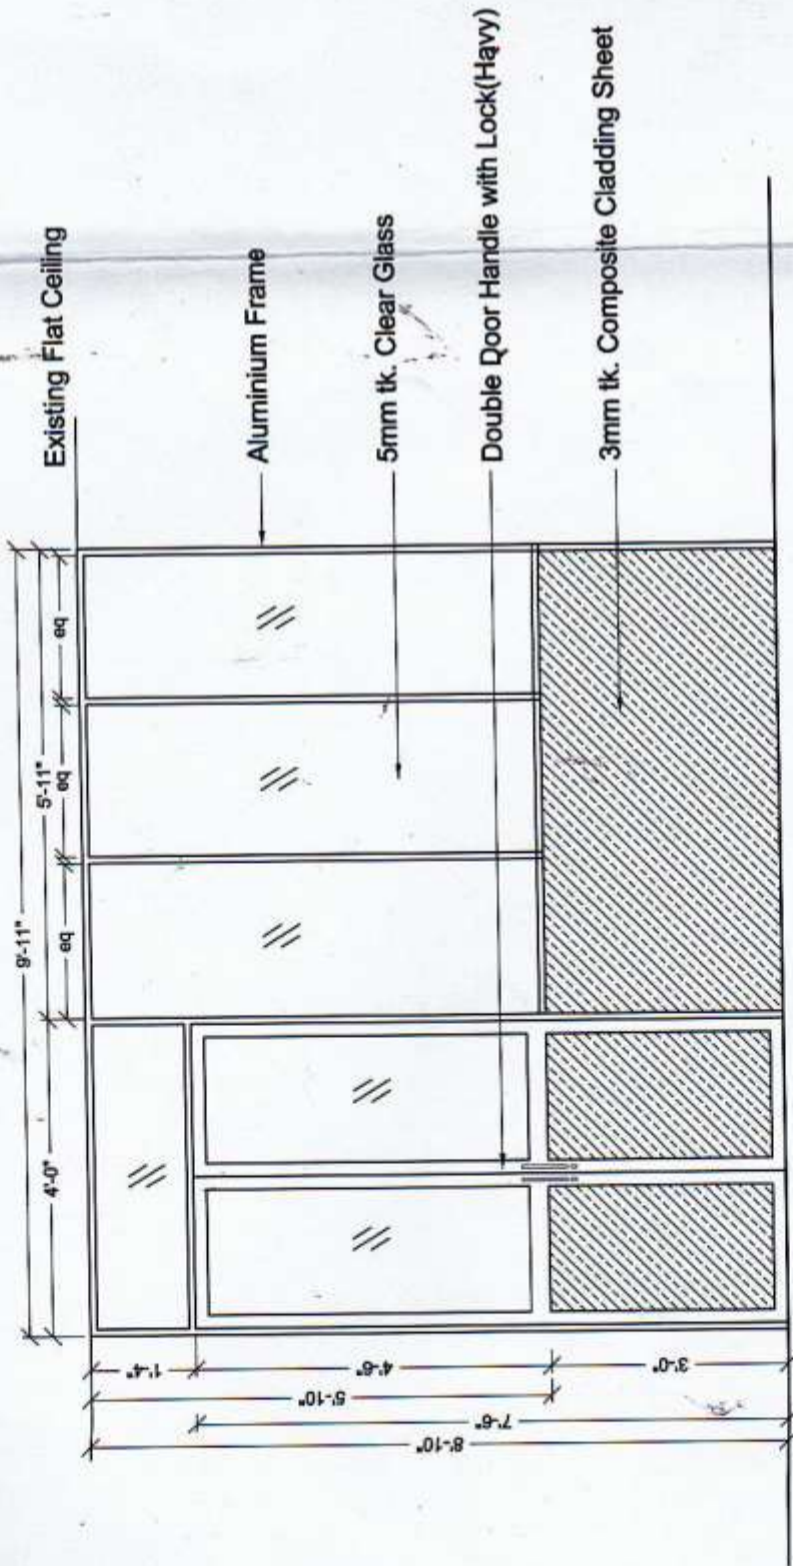 9'-11"
4'-0"
5'-11"
eq
eq
eq
Existing Flat Ceiling
Aluminium Frame
5mm tk. Clear Glass
Double Door Handle with Lock(Havy)
3mm tk. Composite Cladding Sheet
1'-4"
4'-6"
3'-0"
5'-10"
7'-6"
8'-10"